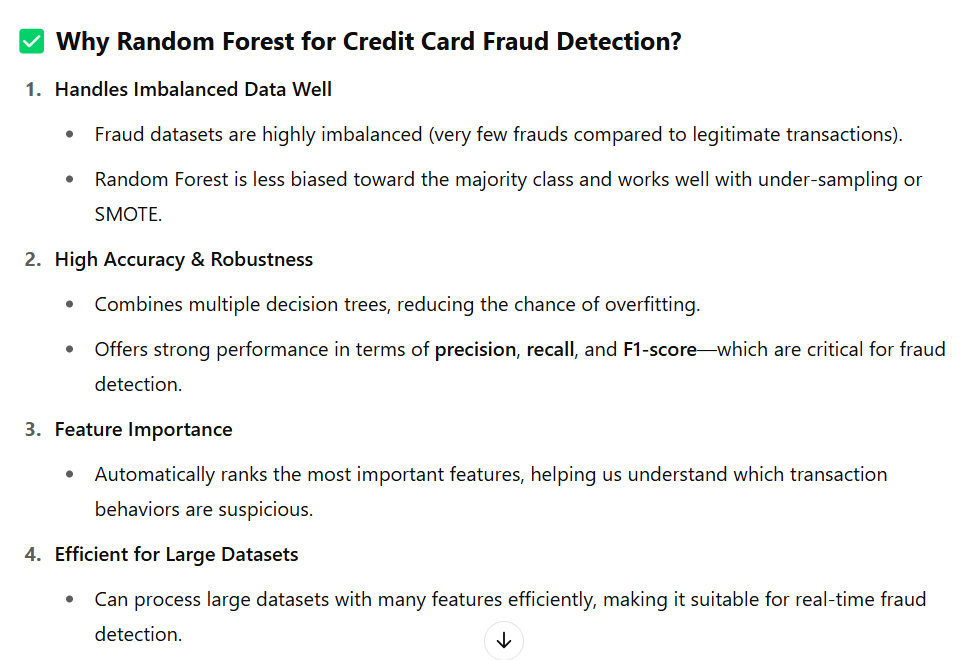 ✅ Why Random Forest for Credit Card Fraud Detection?
1. Handles Imbalanced Data Well
• Fraud datasets are highly imbalanced (very few frauds compared to legitimate transactions).
• Random Forest is less biased toward the majority class and works well with under-sampling or
SMOTE.
2. High Accuracy & Robustness
• Combines multiple decision trees, reducing the chance of overfitting.
• Offers strong performance in terms of precision, recall, and F1-score—which are critical for fraud
detection.
3. Feature Importance
• Automatically ranks the most important features, helping us understand which transaction
behaviors are suspicious.
4. Efficient for Large Datasets
• Can process large datasets with many features efficiently, making it suitable for real-time fraud
detection.